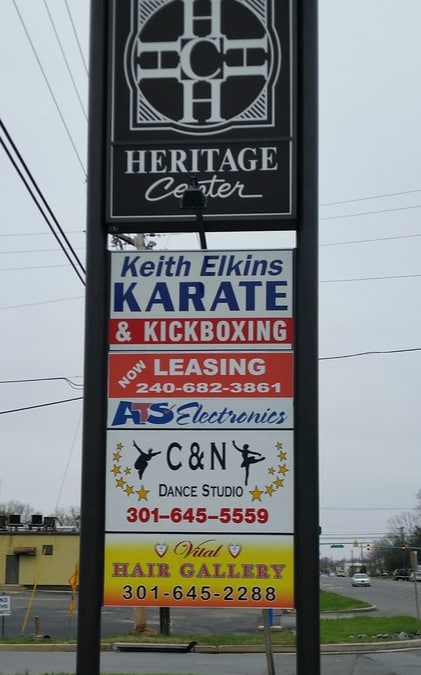 HCH
H
H
HERITAGE
Center
Keith Elkins
KARATE
& KICKBOXING
NOW LEASING
240-682-3861
ATS Electronics
C&N
DANCE STUDIO
301-645-5559
Vital
HAIR GALLERY
301-645-2288
NO